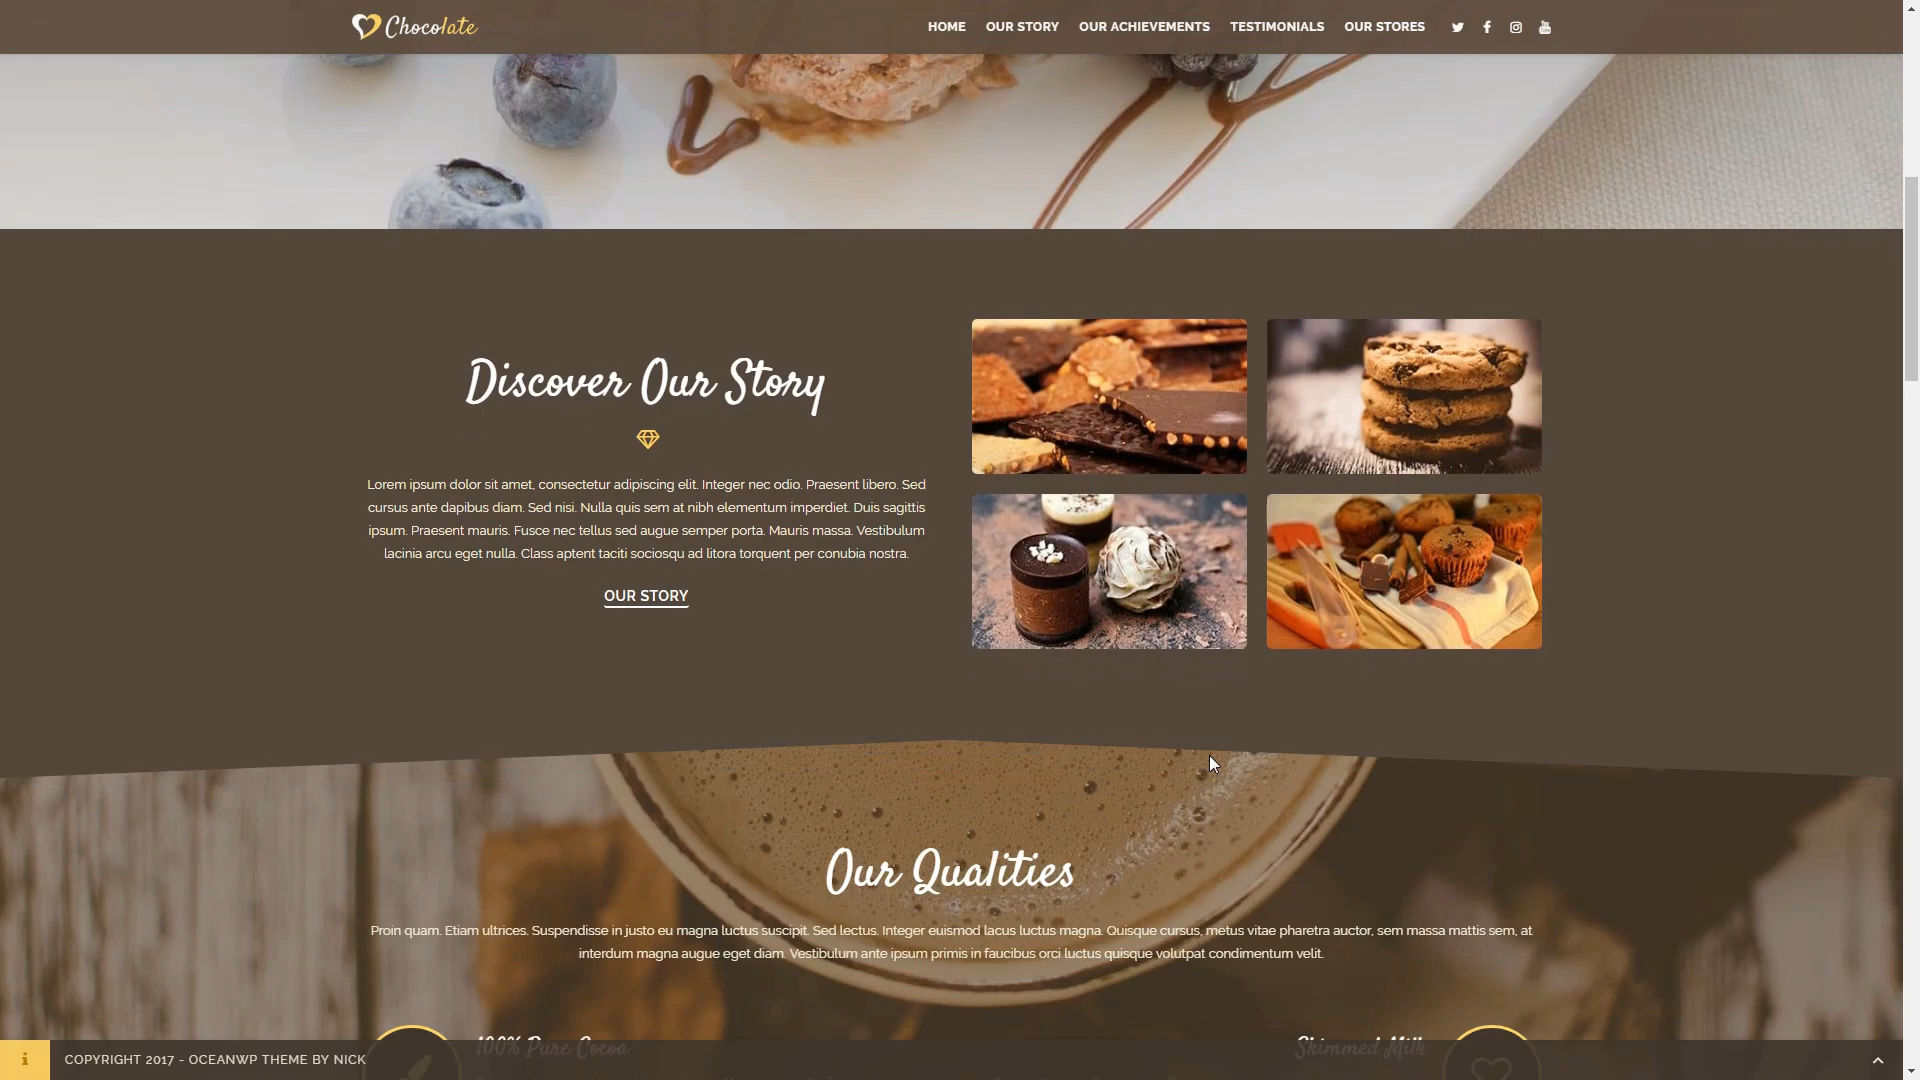 Chocolate
HOME OUR STORY OUR ACHIEVEMENTS TESTIMONIALS OUR STORES
Discover Our Story
Lorem ipsum dolor sit amet, consectetur adipiscing elit. Integer nec odio. Praesent libero. Sed
cursus ante dapibus diam. Sed nisi. Nulla quis sem at nibh elementum imperdiet. Duis sagittis
ipsum. Praesent mauris. Fusce nec tellus sed augue semper porta. Mauris massa. Vestibulum
lacinia arcu eget nulla. Class aptent taciti sociosqu ad litora torquent per conubia nostra.
OUR STORY
Our Qualities
Proin quam. Etiam ultrices. Suspendisse in justo eu magna luctus suscipit. Sed lectus. Integer euismod lacus luctus magna. Quisque cursus, metus vitae pharetra auctor, sem massa mattis sem, at
interdum magna augue eget diam. Vestibulum ante ipsum primis in faucibus orci luctus quisque volutpat condimentum velit.
100% Pure Cocoa
Skimmed Milk
COPYRIGHT 2017 - OCEANWP THEME BY NICK